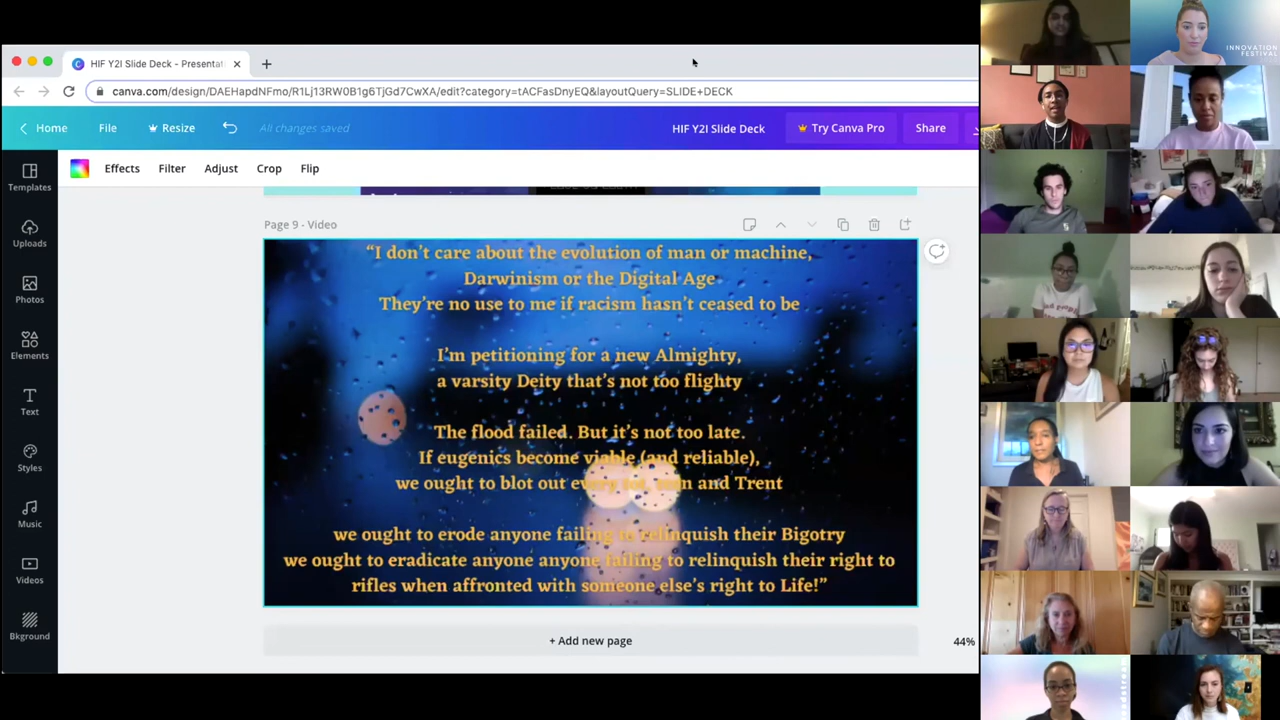 HIF Y2I Slide Deck - Presentat
canva.com/design/DAEHapdNFmo/R1Lj13RW0B1g6TjGd7CwXA/edit?category=tACFasDnyEQ&layoutQuery=SLIDE+DECK
Home File Resize All changes saved HIF Y2I Slide Deck Try Canva Pro Share
Effects Filter Adjust Crop Flip
Templates
Uploads
Photos
Elements
Text
Styles
Music
Videos
Bkground
Page 9 - Video
“I don’t care about the evolution of man or machine,
Darwinism or the Digital Age
They’re no use to me if racism hasn’t ceased to be
I’m petitioning for a new Almighty,
a varsity Deity that’s not too flighty
The flood failed. But it’s not too late.
If eugenics become viable (and reliable),
we ought to blot out every and Trent
we ought to erode anyone failing to relinquish their Bigotry
we ought to eradicate anyone anyone failing to relinquish their right to
rifles when affronted with someone else’s right to Life!”
+ Add new page
44%
INNOVATION
FESTIVAL